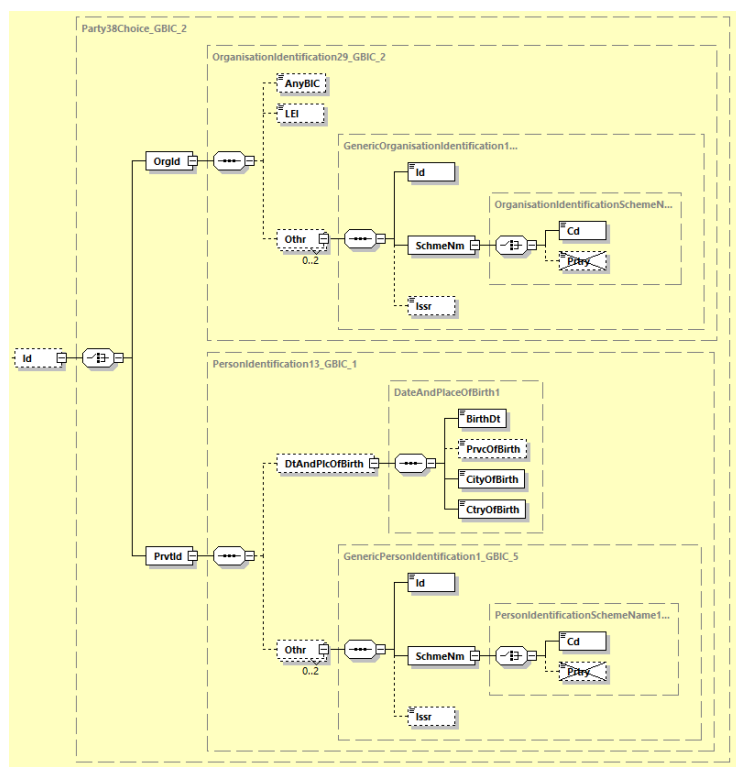 Party38Choice_GBIC_2
OrganisationIdentification29_GBIC_2
AnyBIC
LEI
GenericOrganisationIdentification1...
Id
OrgId
OrganisationIdentificationSchemeN...
Cd
Othr
SchmeNm
Prtry
0..2
Issr
Id
PersonIdentification13_GBIC_1
DateAndPlaceOfBirth1
BirthDt
PrvcOfBirth
DtAndPlcOfBirth
CityOfBirth
CtryOfBirth
PrvtId
GenericPersonIdentification1_GBIC_5
Id
PersonIdentificationSchemeName1...
Cd
Othr
SchmeNm
Prtry
0..2
Issr